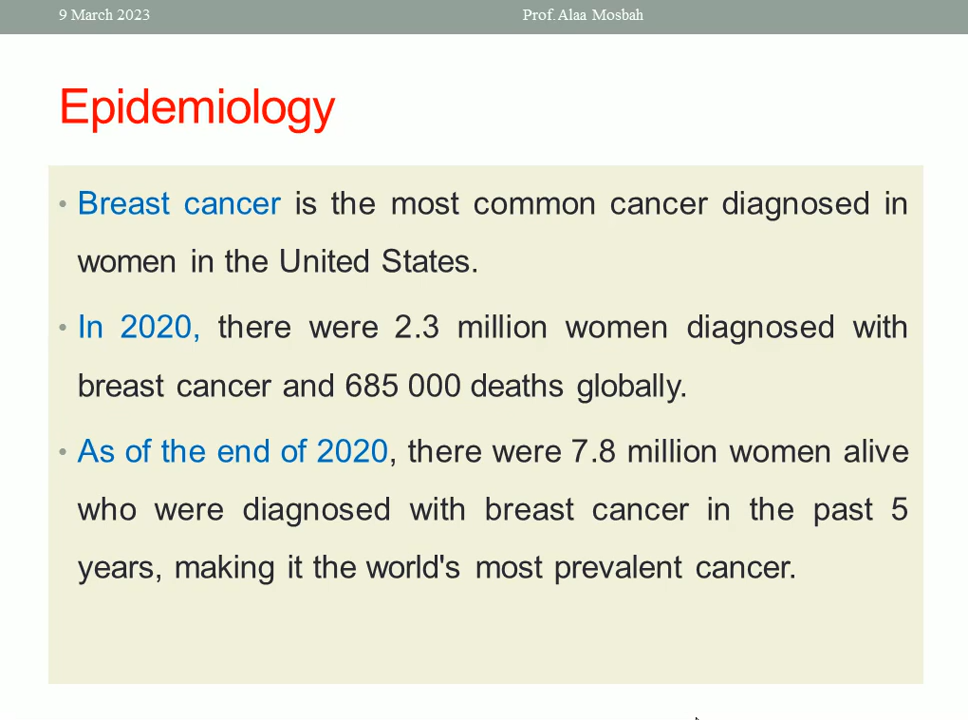 9 March 2023
Prof. Alaa Mosbah
Epidemiology
• Breast cancer is the most common cancer diagnosed in
women in the United States.
• In 2020, there were 2.3 million women diagnosed with
breast cancer and 685 000 deaths globally.
• As of the end of 2020, there were 7.8 million women alive
who were diagnosed with breast cancer in the past 5
years, making it the world's most prevalent cancer.